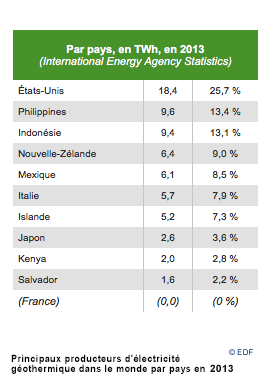 Par pays, en TWh, en 2013
(International Energy Agency Statistics)
États-Unis 18,4 25,7 %
Philippines 9,6 13,4 %
Indonésie 9,4 13,1 %
Nouvelle-Zélande 6,4 9,0 %
Mexique 6,1 8,5 %
Italie 5,7 7,9 %
Islande 5,2 7,3 %
Japon 2,6 3,6 %
Kenya 2,0 2,8 %
Salvador 1,6 2,2 %
(France) (0,0) (0 %)
© EDF
Principaux producteurs d'électricité
géothermique dans le monde par pays en 2013